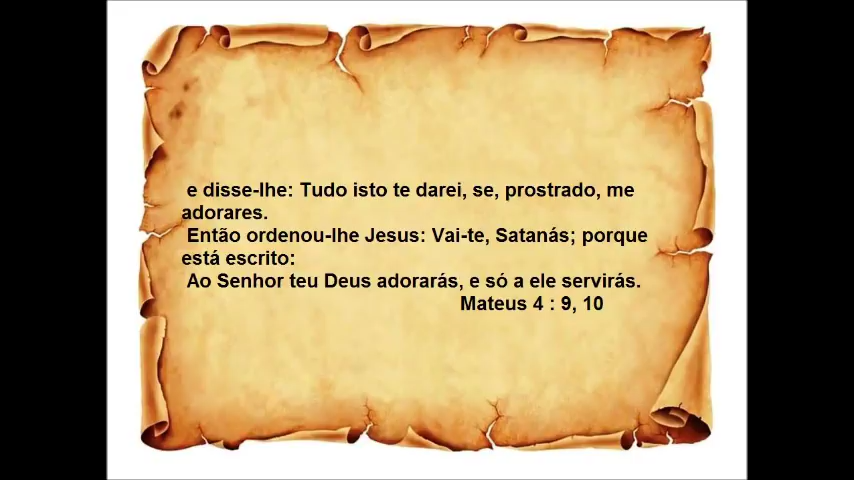 e disse-lhe: Tudo isto te darei, se, prostrado, me
adorares.
Então ordenou-lhe Jesus: Vai-te, Satanás; porque
está escrito:
Ao Senhor teu Deus adorarás, e só a ele servirás.
Mateus 4 : 9, 10